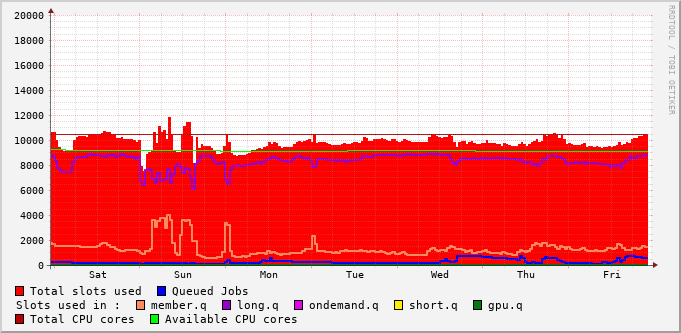 20000
18000
16000
14000
12000
10000
8000
6000
4000
2000
0
Sat Sun Mon Tue Wed Thu Fri
RRDTOOL / TOBI OETIKER
Total slots used Queued Jobs
Slots used in : member.q long.q ondemand.q short.q gpu.q
Total CPU cores Available CPU cores